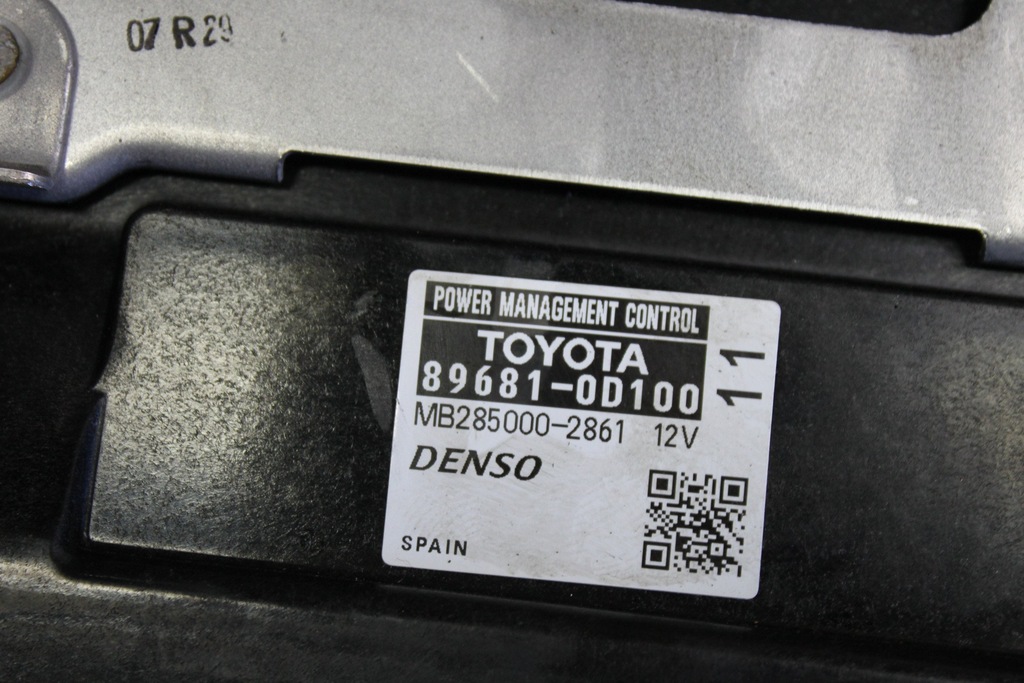 07 R 29
POWER MANAGEMENT CONTROL
TOYOTA
89681-0D100
11
MB285000-2861 12V
DENSO
SPAIN